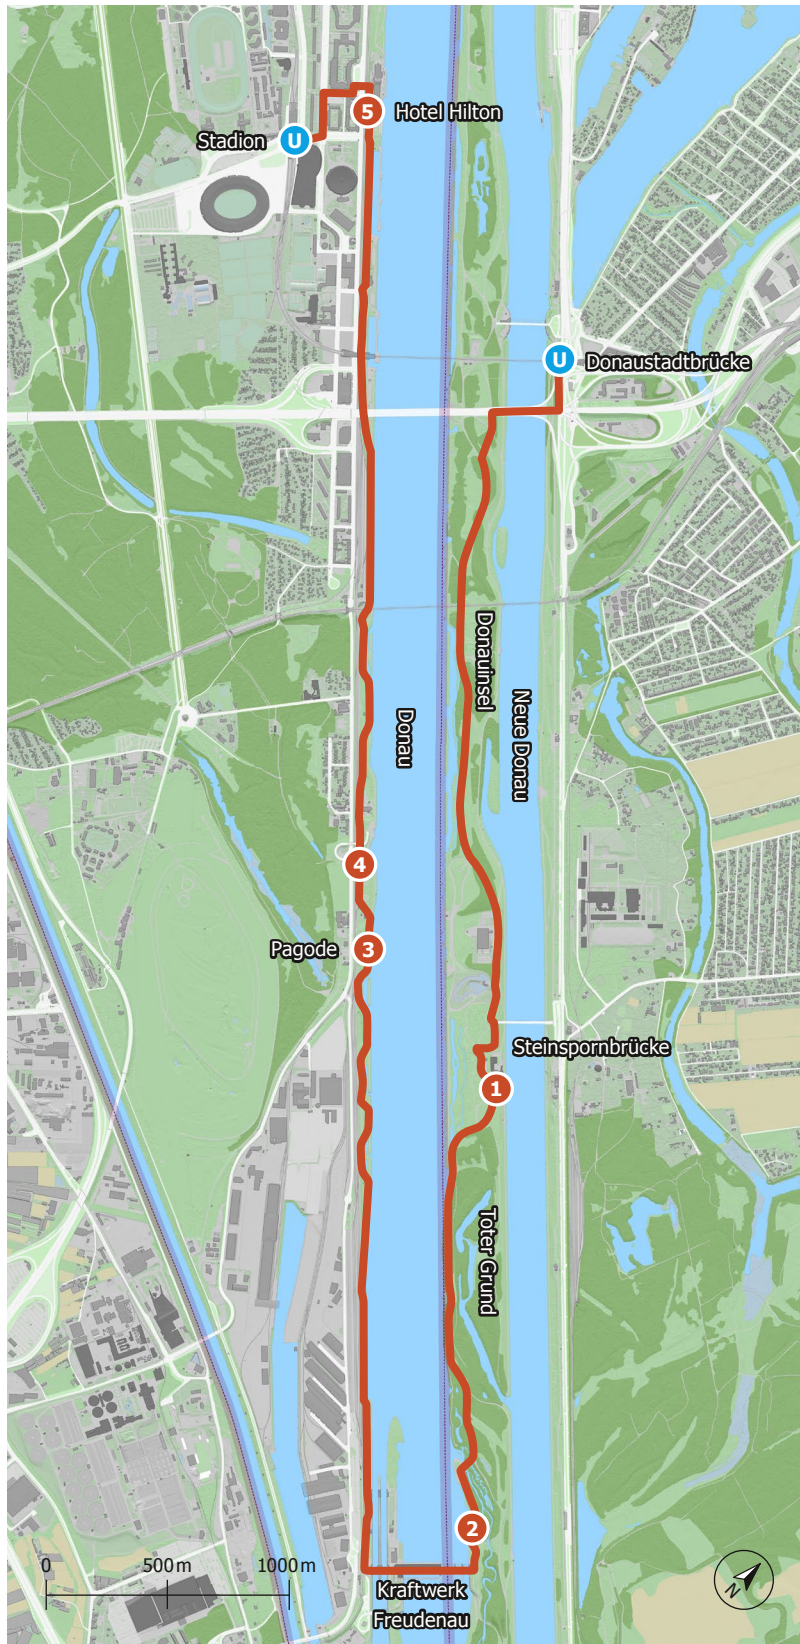 5
Hotel Hilton
Stadion
U
U
Donaustadtbrücke
Donauinsel
Neue Donau
Donau
4
Pagode
3
Steinspornbrücke
1
Toter Grund
2
0
500 m
1000 m
Kraftwerk
Freudenau
N